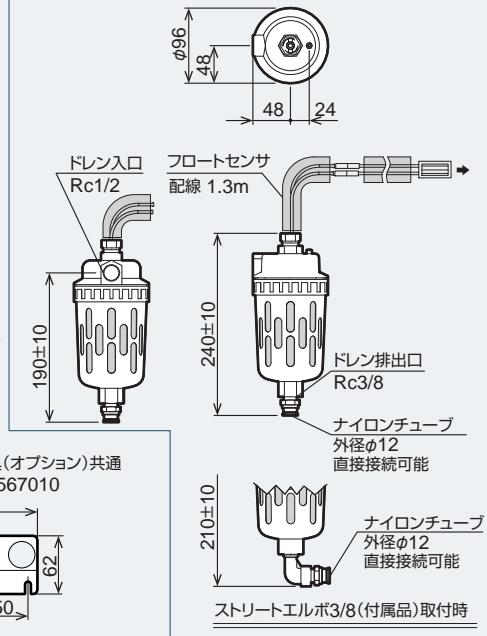 φ96
48
48
24
ドレン入口
Rc1/2
フロートセンサ
配線 1.3m
190±10
240±10
ドレン排出口
Rc3/8
ナイロンチューブ
外径φ12
直接接続可能
(オプション)共通
567010
62
50
210±10
ナイロンチューブ
外径φ12
直接接続可能
ストリートエルボ3/8(付属品)取付時